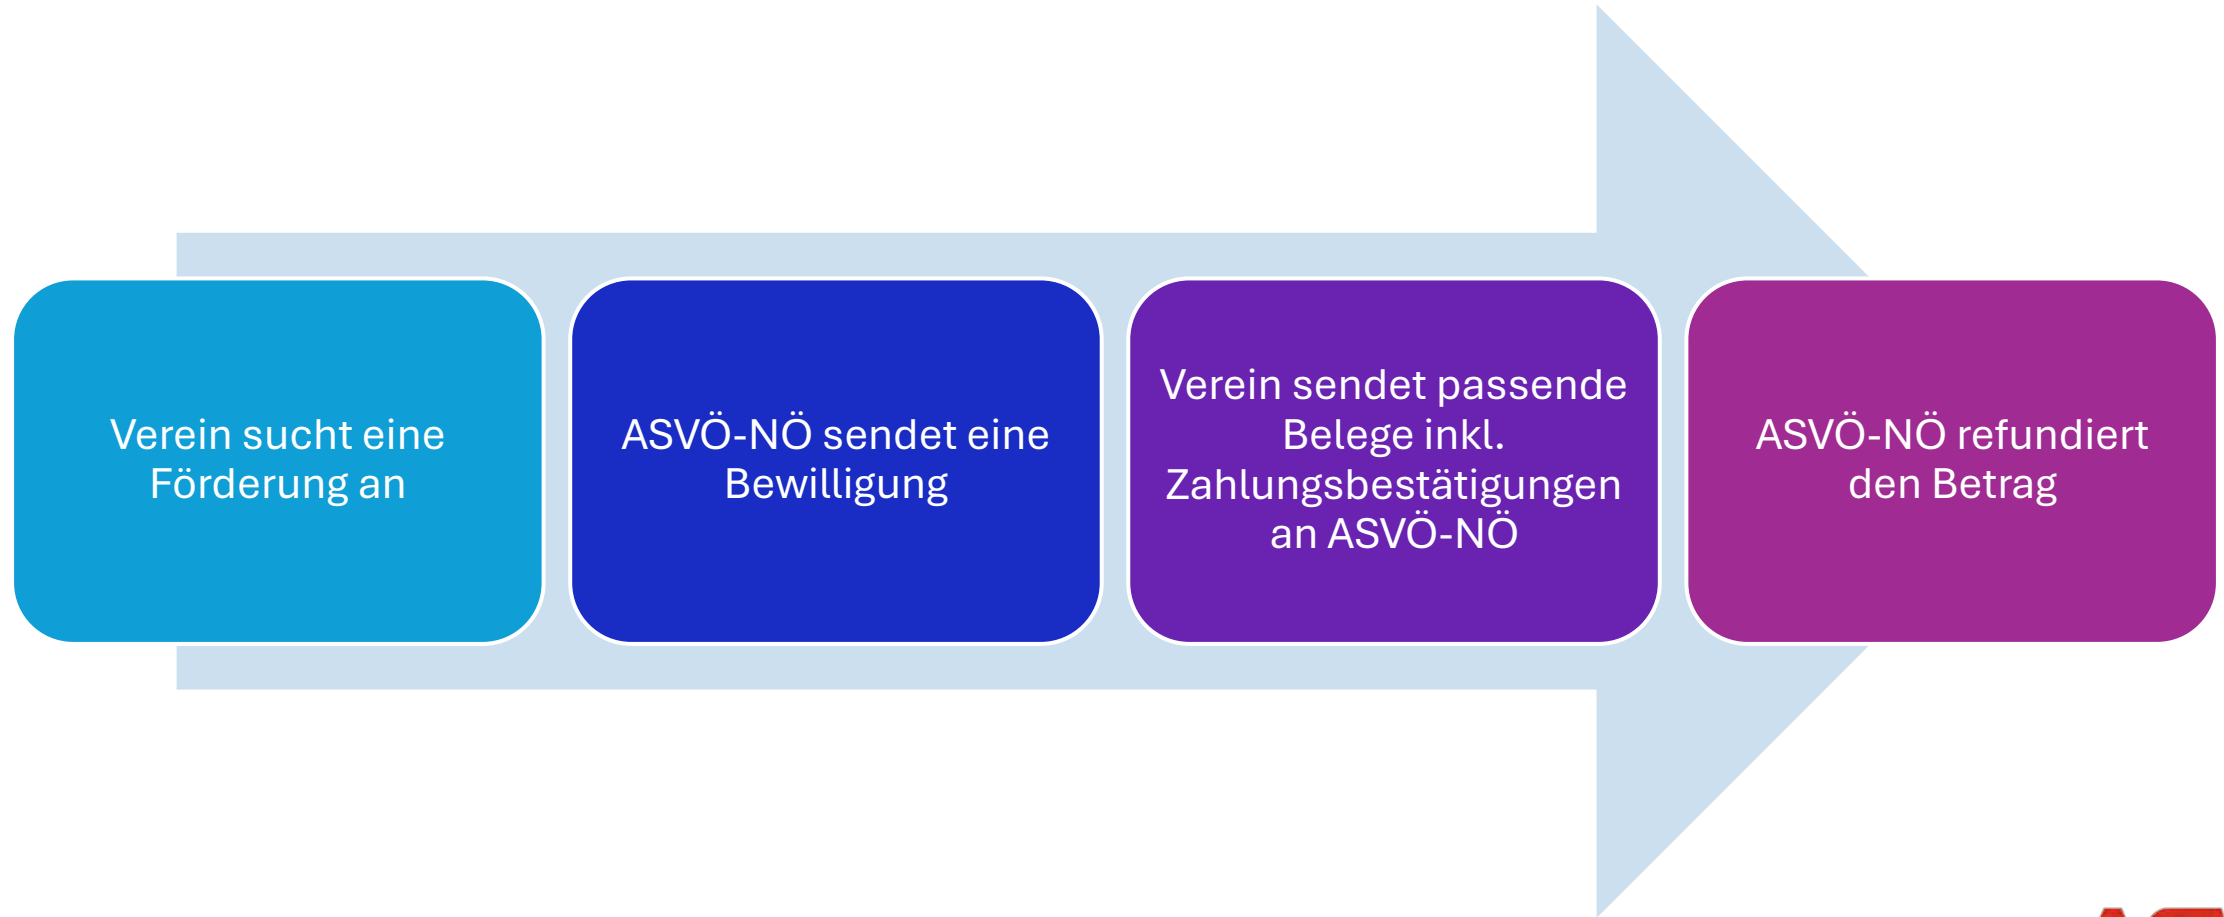 Verein sucht eine
Förderung an
ASVÖ-NÖ sendet eine
Bewilligung
Verein sendet passende
Belege inkl.
Zahlungsbestätigungen
an ASVÖ-NÖ
ASVÖ-NÖ refundiert
den Betrag